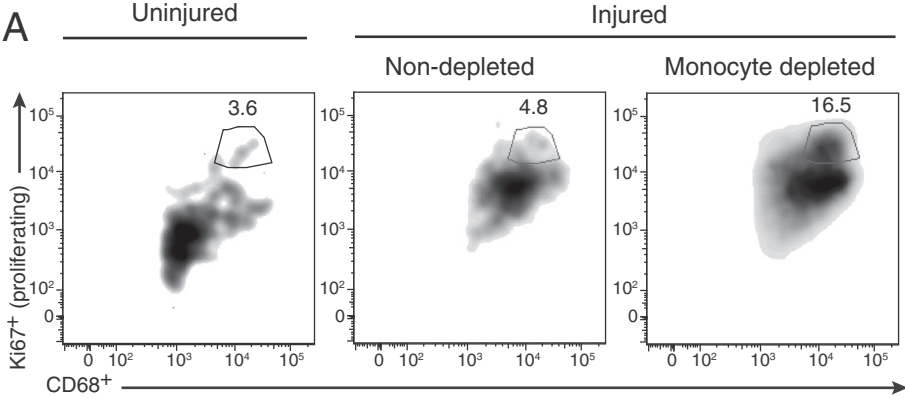 A
Uninjured
Injured
Non-depleted
Monocyte depleted
Ki67⁺ (proliferating)
3.6
4.8
16.5
10⁵
10⁴
10³
10²
0
10⁵
10⁴
10³
10²
0
10⁵
10⁴
10³
10²
0
0 10² 10³ 10⁴ 10⁵
0 10² 10³ 10⁴ 10⁵
0 10² 10³ 10⁴ 10⁵
CD68⁺